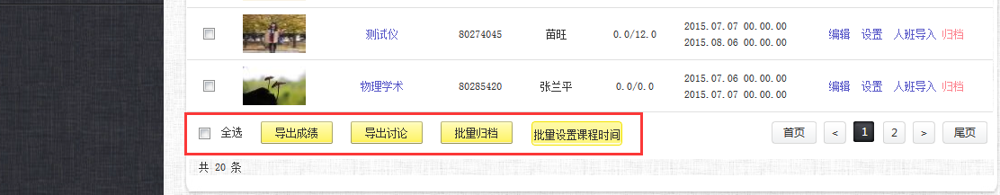 测试仪 80274045 苗旺 0.0/12.0 2015.07.07 00.00.00 编辑 设置 人班导入 归档
2015.08.06 00.00.00
物理学术 80285420 张兰平 0.0/0.0 2015.07.06 00.00.00 编辑 设置 人班导入 归档
2015.07.07 00.00.00
全选 导出成绩 导出讨论 批量归档 批量设置课程时间 首页 < 1 2 > 尾页
共 20 条